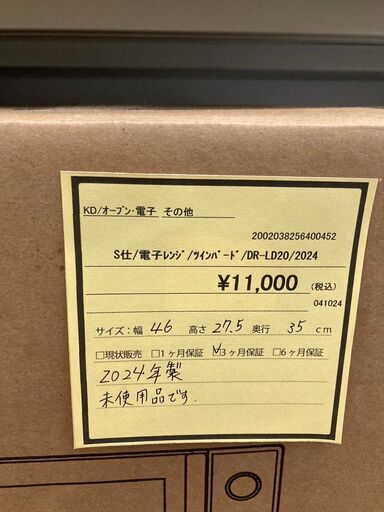 KD/オーブン・電子 その他
2002038256400452
S仕/電子レンジ/ツインバード/DR-LD20/2024
¥11,000 (税込)
041024
サイズ:幅 46 高さ 27.5 奥行 35 cm
□現状販売 □1ヶ月保証 ☑3ヶ月保証 □6ヶ月保証
2024年製
未使用品です.